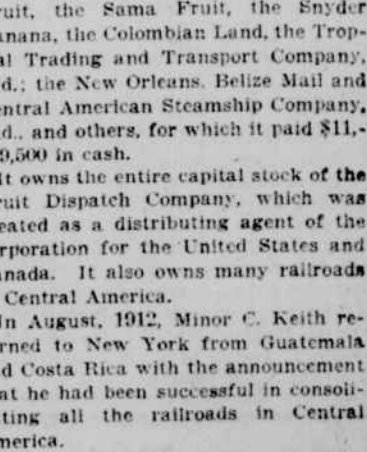 ruit, the Sama Fruit, the Snyder
anana, the Colombian Land, the Trop-
al Trading and Transport Company,
d.; the New Orleans, Belize Mail and
entral American Steamship Company,
d., and others, for which it paid $11,-
9,500 in cash.
It owns the entire capital stock of the
ruit Dispatch Company, which was
eated as a distributing agent of the
orporation for the United States and
anada. It also owns many railroads
Central America.
In August, 1912, Minor C. Keith re-
rned to New York from Guatemala
d Costa Rica with the announcement
at he had been successful in consoli-
ting all the railroads in Central
merica.